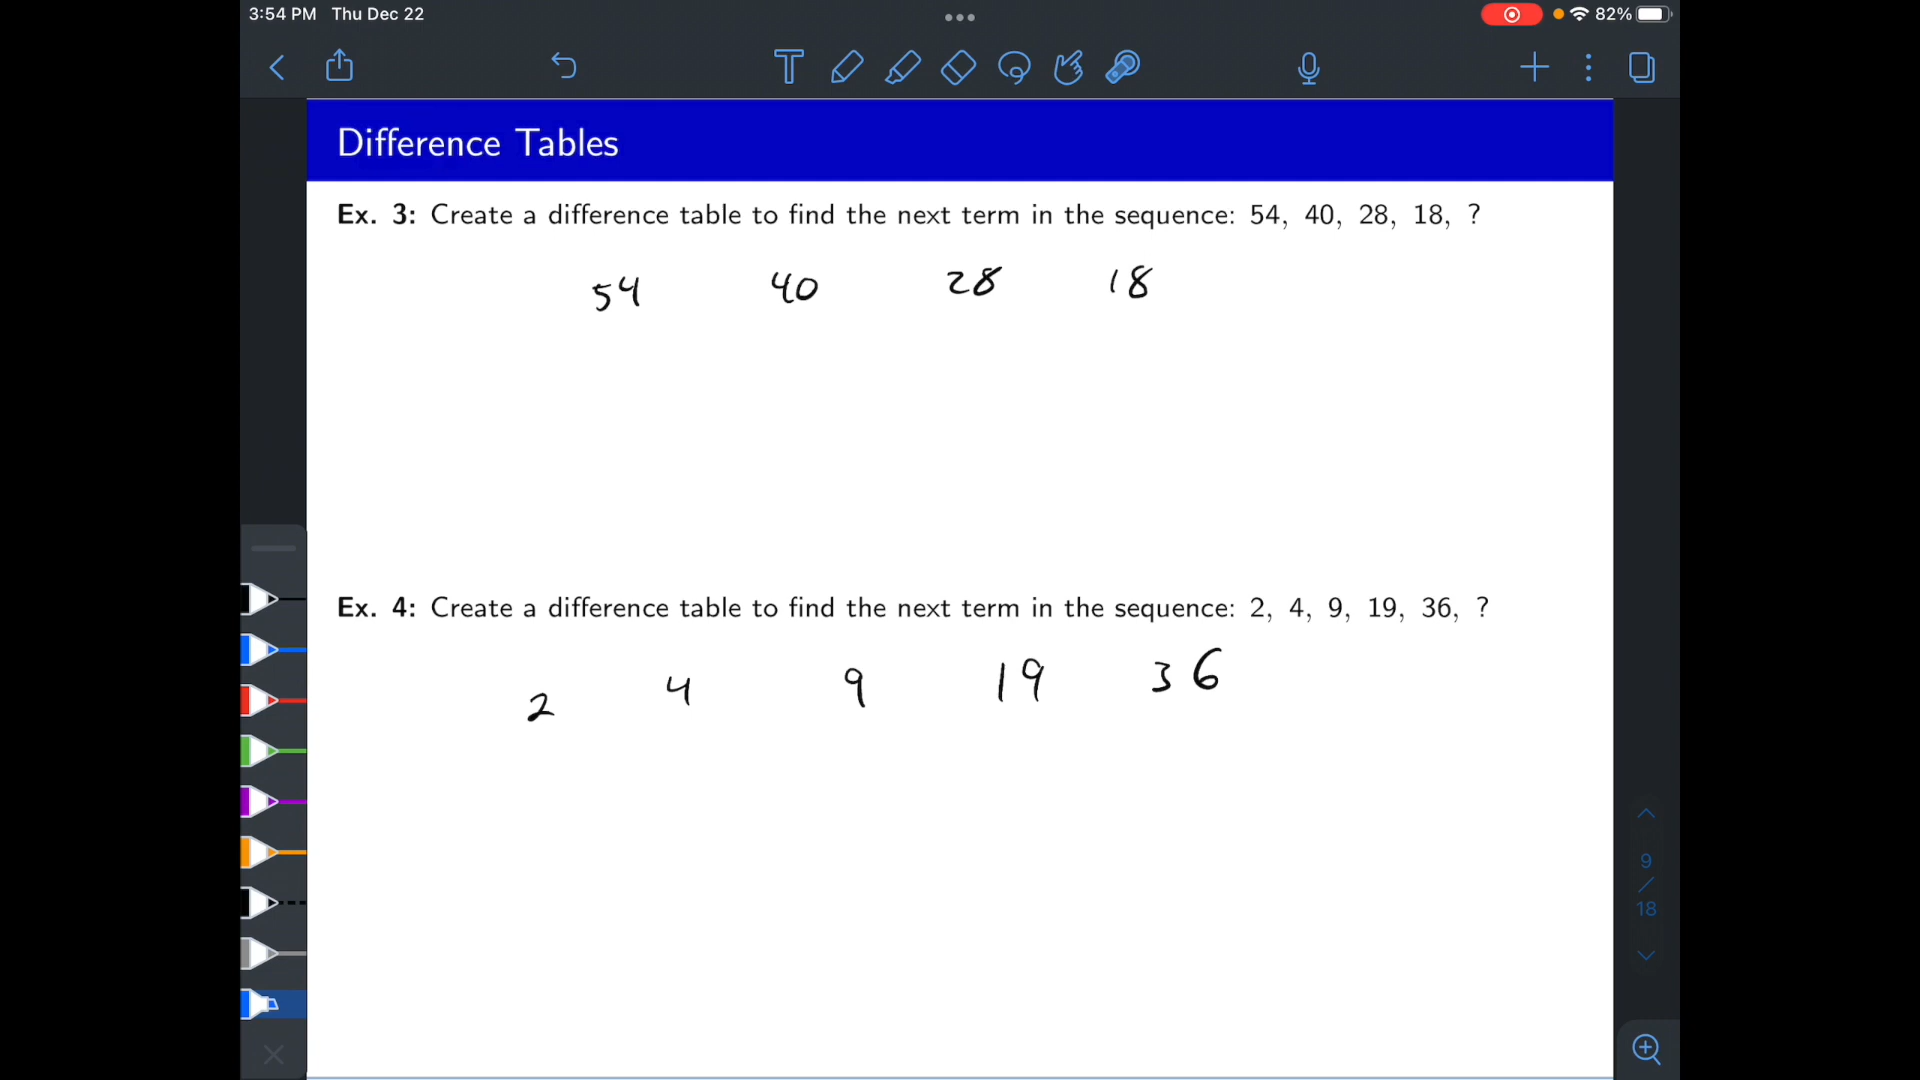 3:54 PM Thu Dec 22
82%
Difference Tables
Ex. 3: Create a difference table to find the next term in the sequence: 54, 40, 28, 18, ?
54 40 28 18
Ex. 4: Create a difference table to find the next term in the sequence: 2, 4, 9, 19, 36, ?
2 4 9 19 36
9
/
18